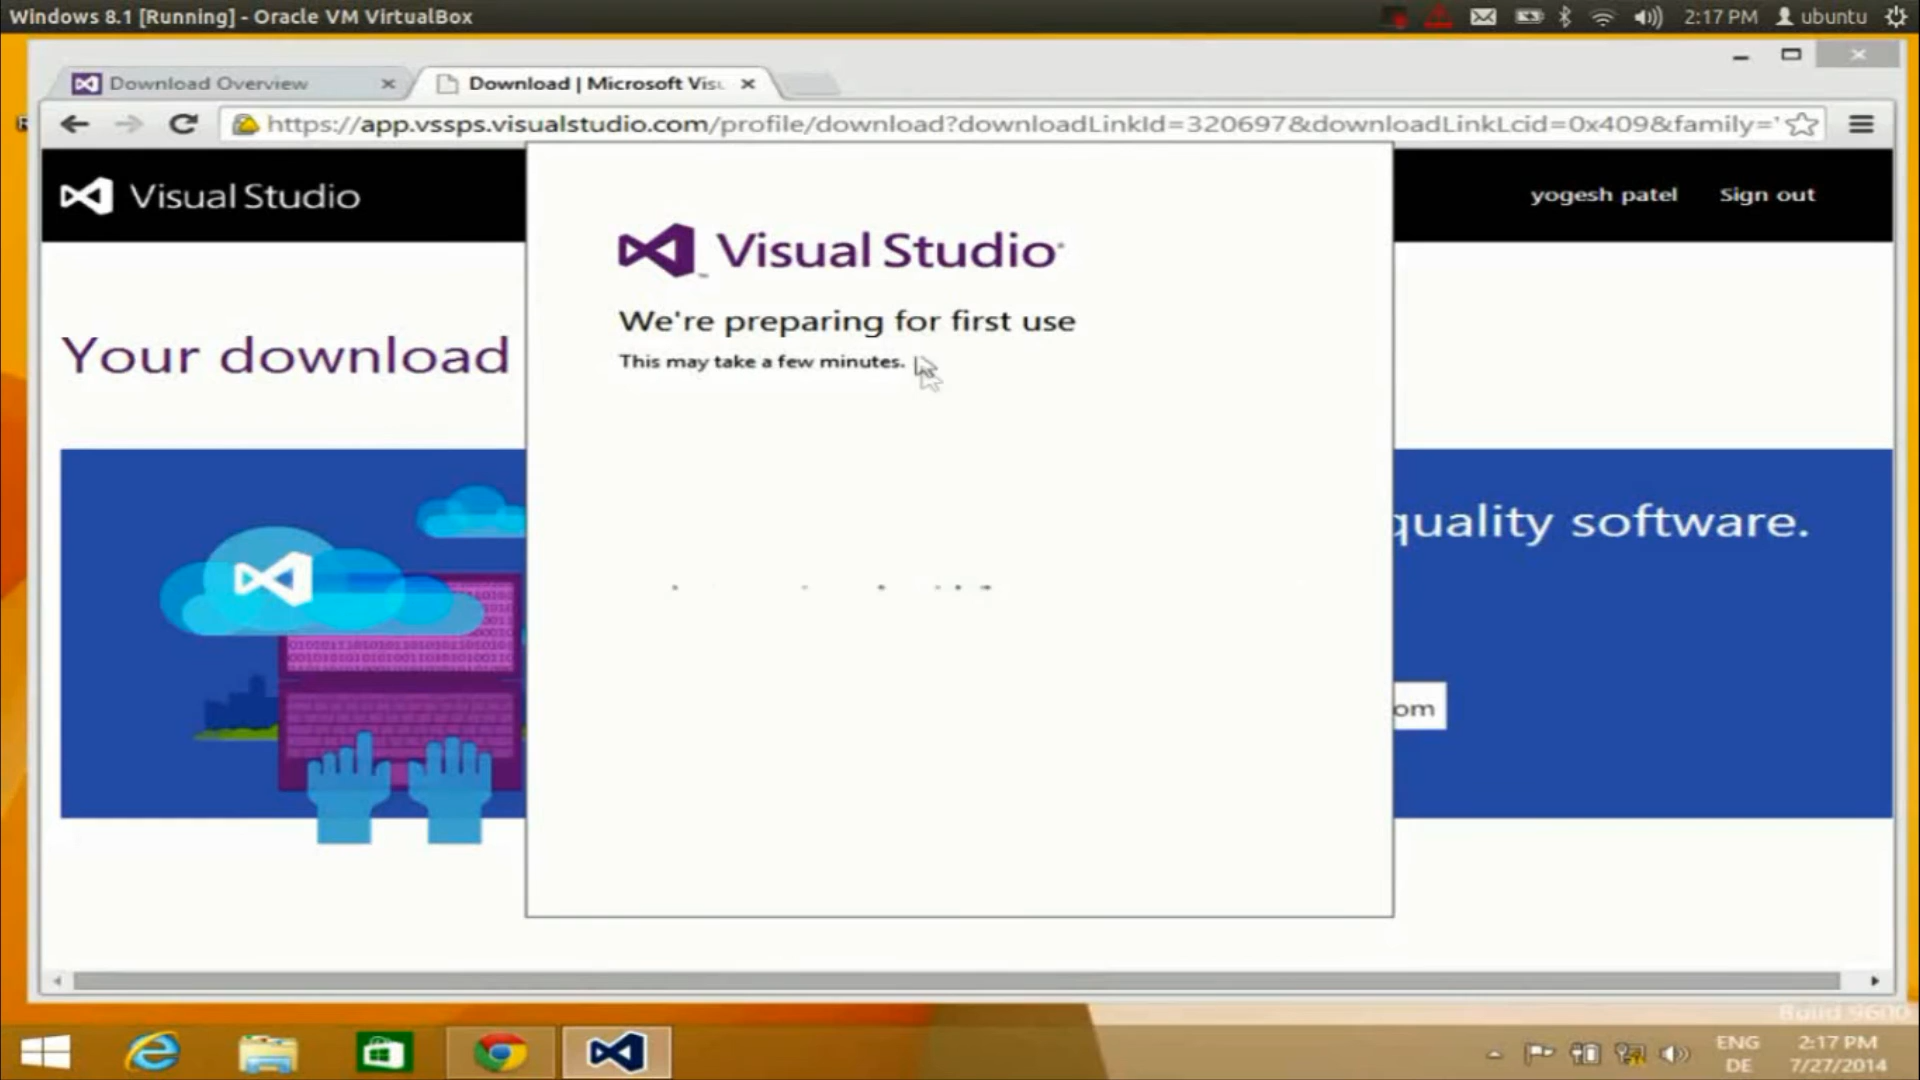 Windows 8.1 [Running] - Oracle VM VirtualBox
2:17 PM
ubuntu
Download Overview
Download | Microsoft Visu
https://app.vssps.visualstudio.com/profile/download?downloadLinkId=320697&downloadLinkLcid=0x409&family='
Visual Studio
yogesh patel
Sign out
Visual Studio
We're preparing for first use
This may take a few minutes.
Your download
quality software.
om
Build 9600
ENG
DE
2:17 PM
7/27/2014